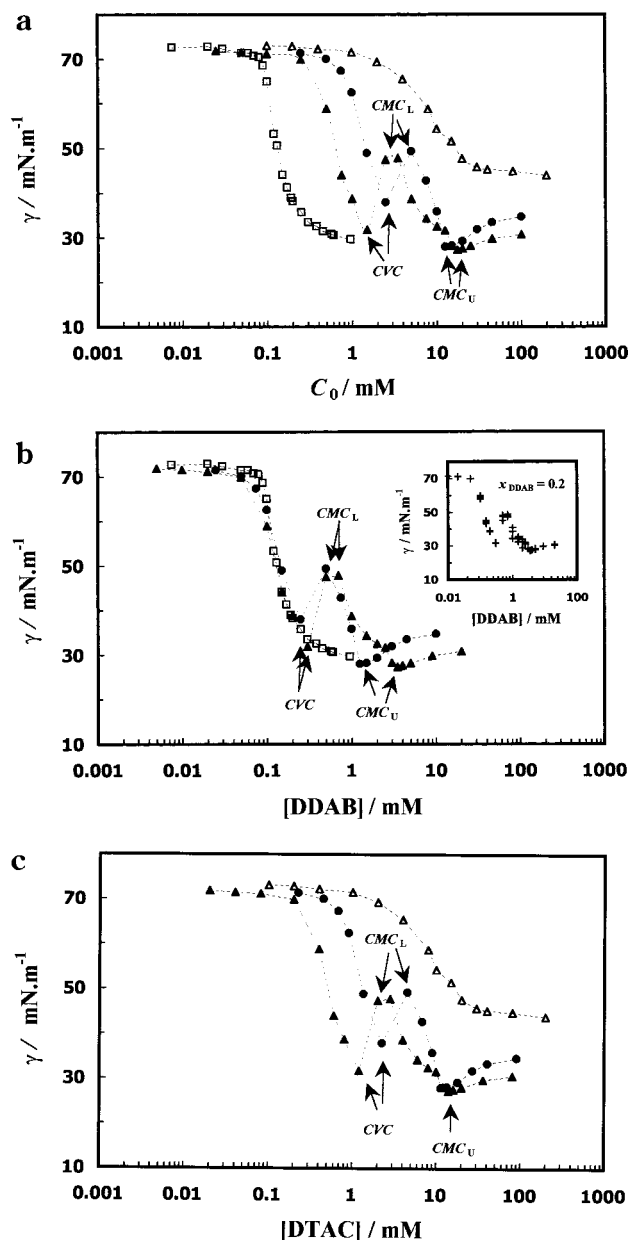 a
70
50
30
10
γ / mN.m⁻¹
CMC_L
CVC
CMC_U
0.001 0.01 0.1 1 10 100 1000
C₀ / mM
b
70
50
30
10
γ / mN.m⁻¹
CMC_L
CVC
CMC_U
70
50
30
10
γ / mN.m⁻¹
x_DDAB = 0.2
0.01 1 100
[DDAB] / mM
0.001 0.01 0.1 1 10 100 1000
[DDAB] / mM
c
70
50
30
10
γ / mN.m⁻¹
CMC_L
CVC
CMC_U
0.001 0.01 0.1 1 10 100 1000
[DTAC] / mM